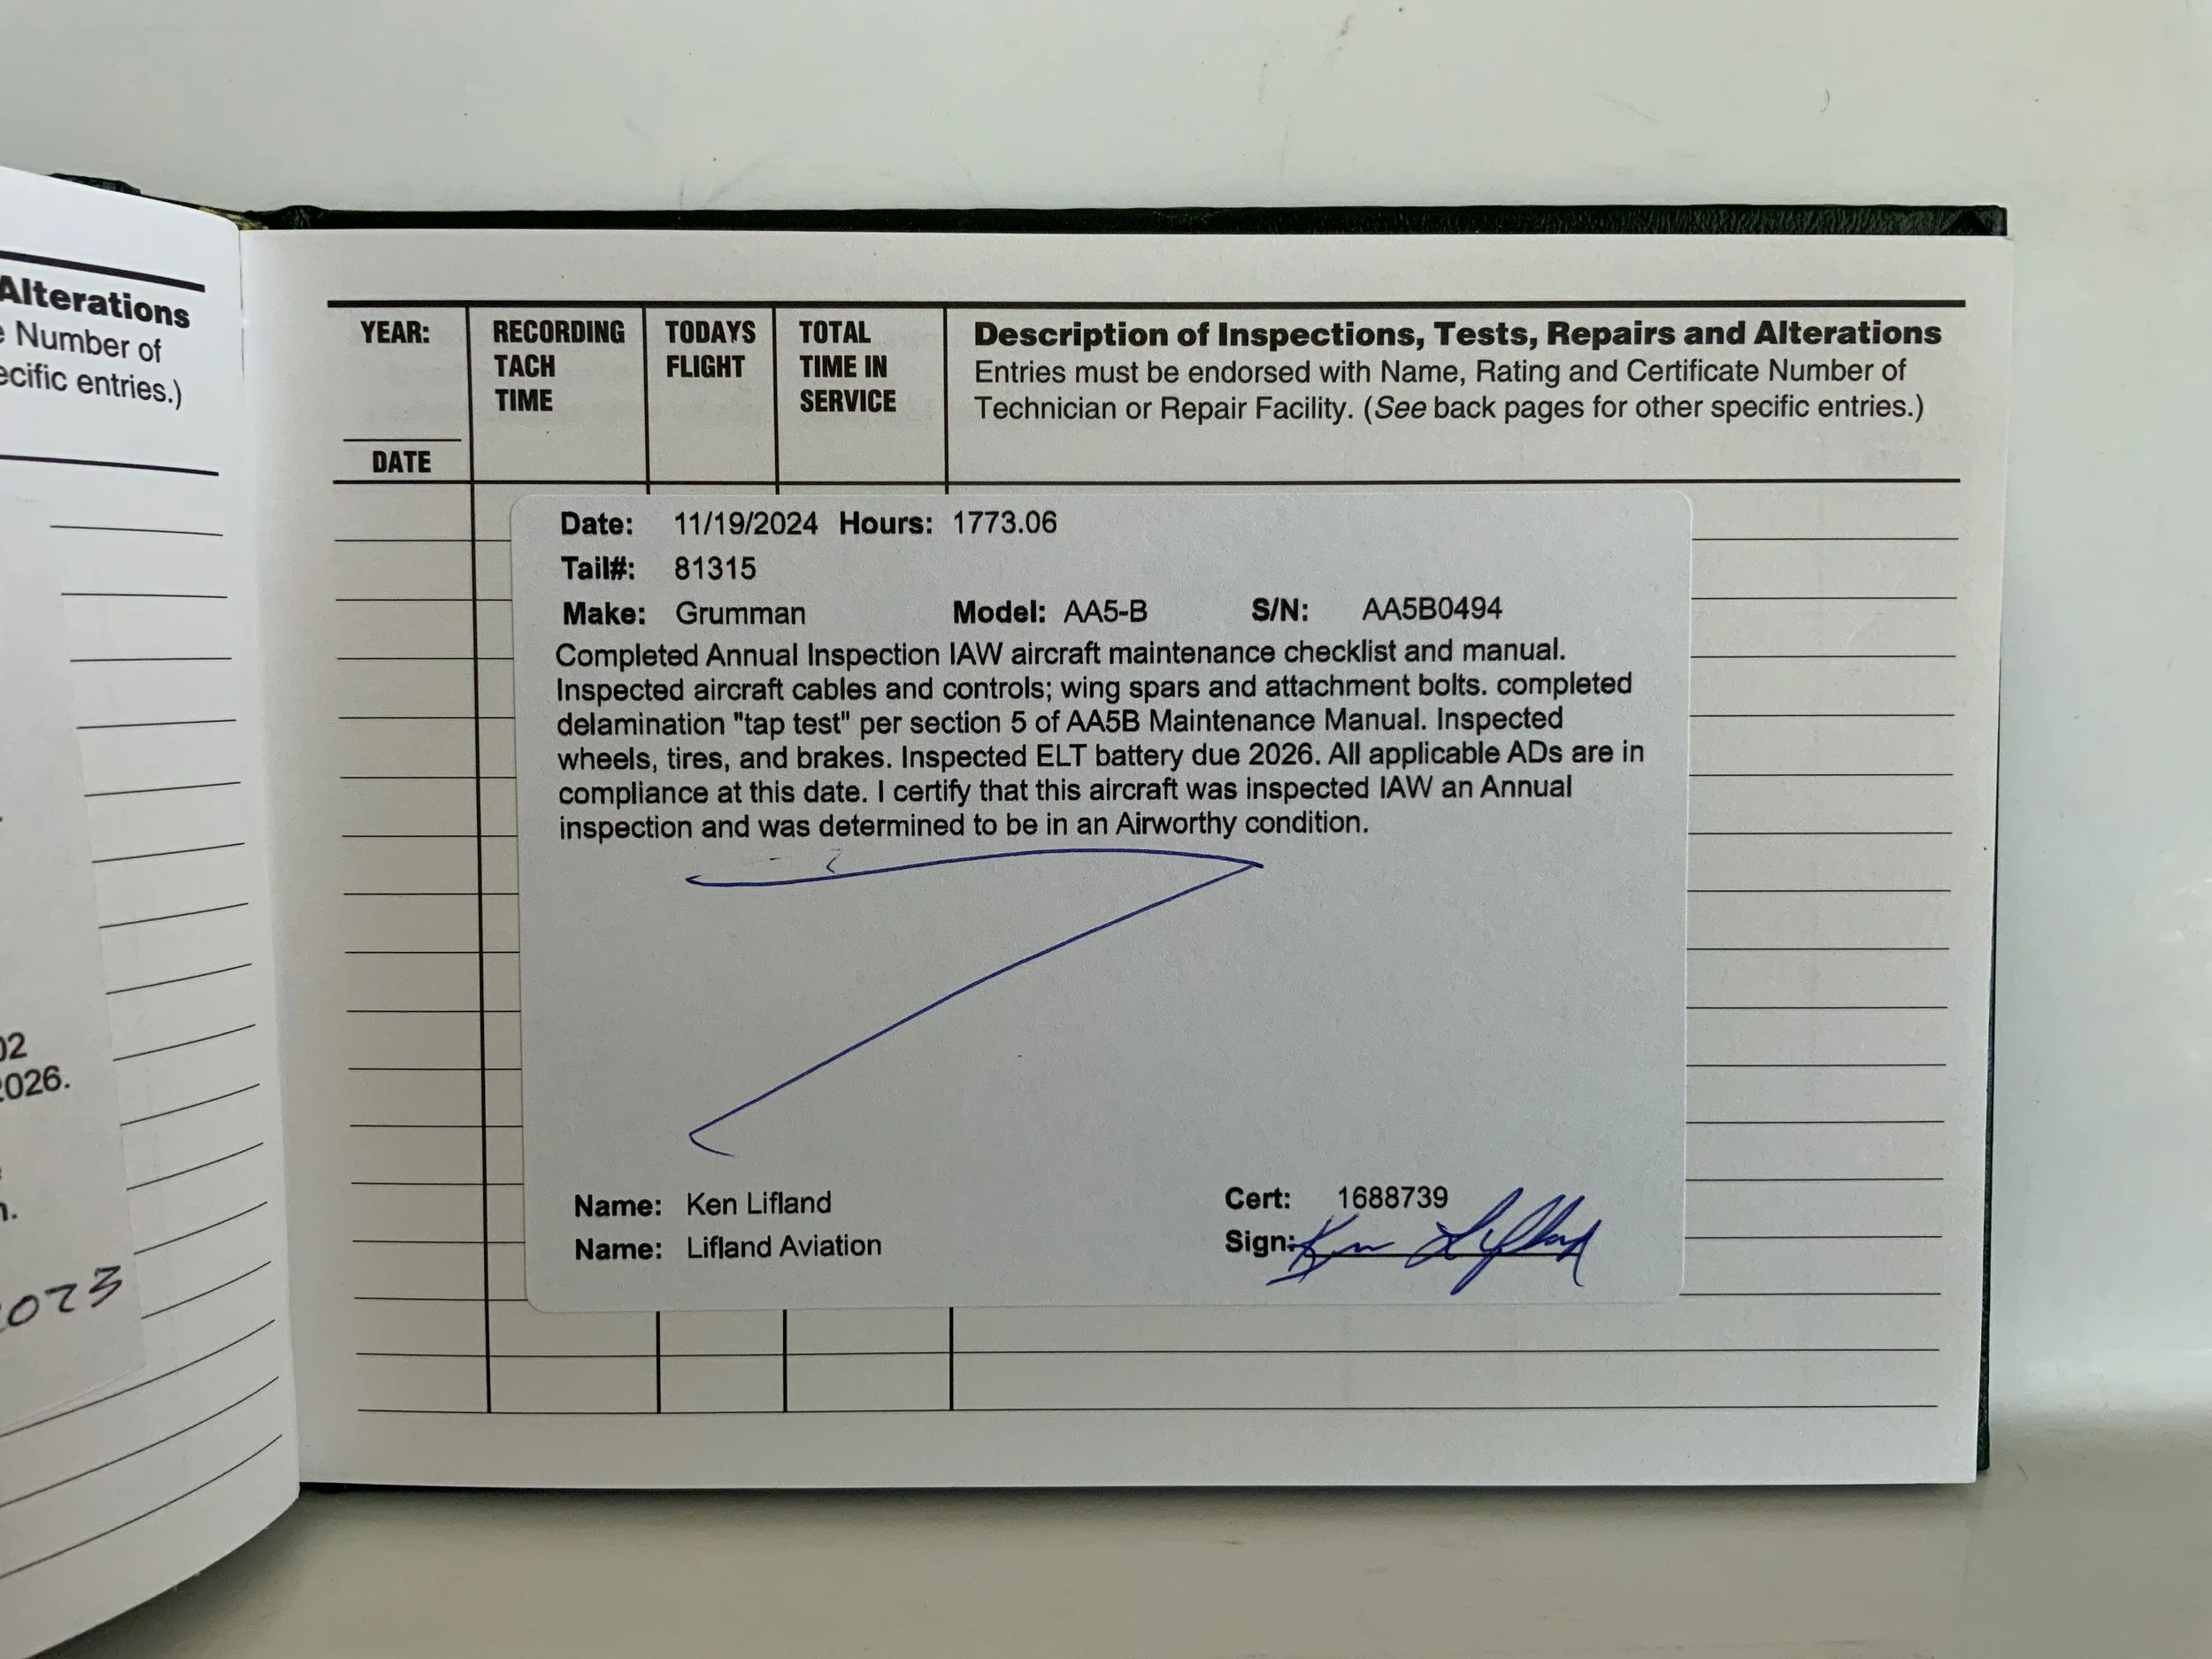 Alterations
Number of
ecific entries.)
02
2026.
n.
2023
YEAR:
DATE
RECORDING
TACH
TIME
TODAYS
FLIGHT
TOTAL
TIME IN
SERVICE
Description of Inspections, Tests, Repairs and Alterations
Entries must be endorsed with Name, Rating and Certificate Number of
Technician or Repair Facility. (See back pages for other specific entries.)
Date: 11/19/2024 Hours: 1773.06
Tail#: 81315
Make: Grumman Model: AA5-B S/N: AA5B0494
Completed Annual Inspection IAW aircraft maintenance checklist and manual.
Inspected aircraft cables and controls; wing spars and attachment bolts. completed
delamination "tap test" per section 5 of AA5B Maintenance Manual. Inspected
wheels, tires, and brakes. Inspected ELT battery due 2026. All applicable ADs are in
compliance at this date. I certify that this aircraft was inspected IAW an Annual
inspection and was determined to be in an Airworthy condition.
Name: Ken Lifland Cert: 1688739
Name: Lifland Aviation Sign: Ken Lifland